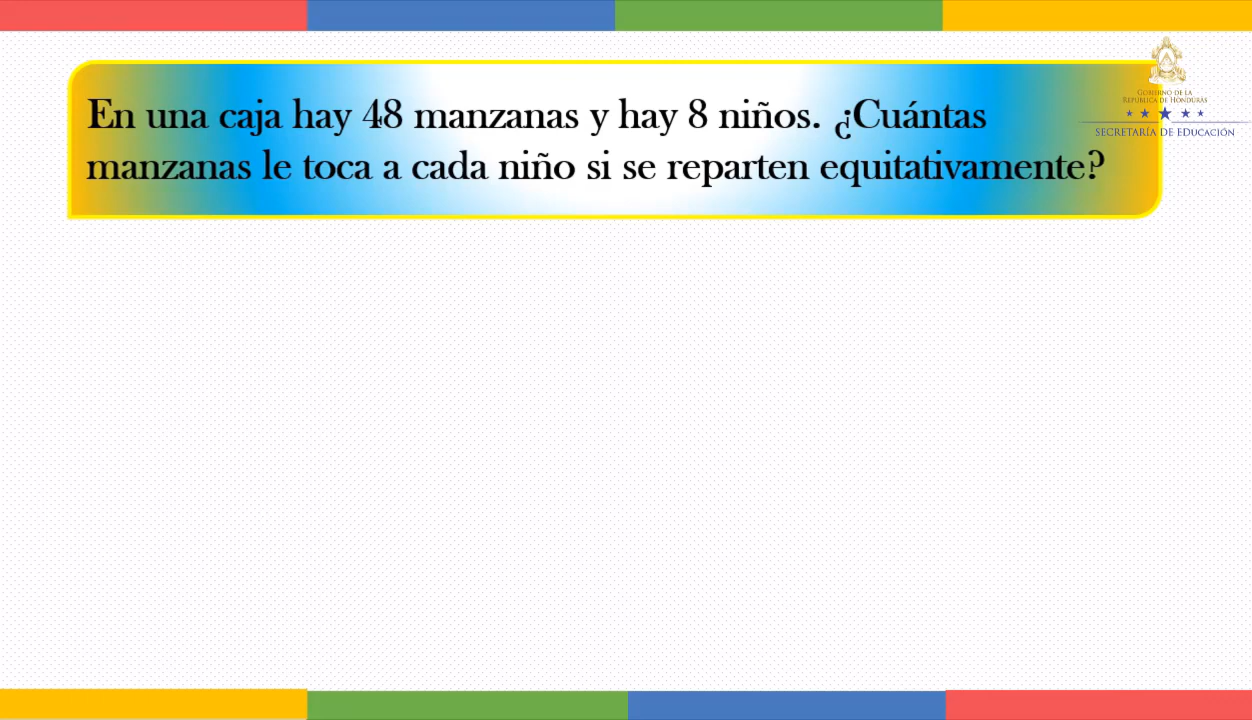 En una caja hay 48 manzanas y hay 8 niños. ¿Cuántas
manzanas le toca a cada niño si se reparten equitativamente?
GOBIERNO DE LA
REPÚBLICA DE HONDURAS
SECRETARÍA DE EDUCACIÓN